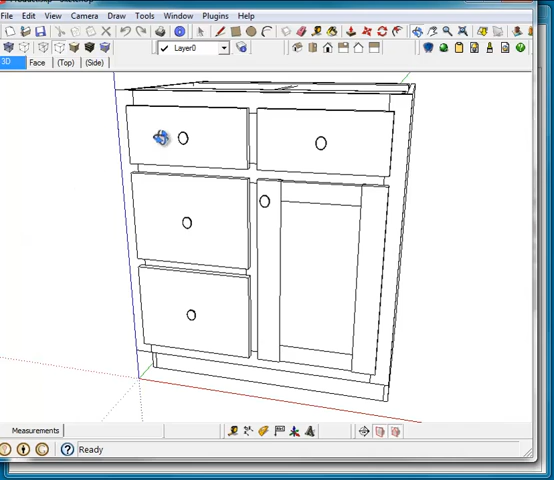 File Edit View Camera Draw Tools Window Plugins Help
Layer0
3D Face (Top) (Side)
Measurements
Ready